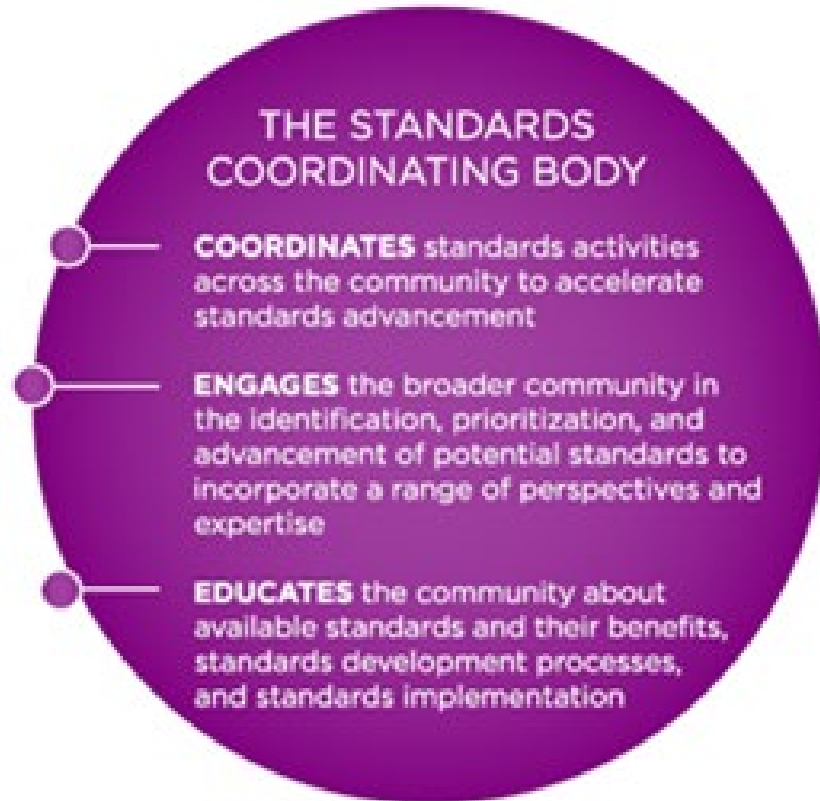 THE STANDARDS
COORDINATING BODY
COORDINATES standards activities
across the community to accelerate
standards advancement
ENGAGES the broader community in
the identification, prioritization, and
advancement of potential standards to
incorporate a range of perspectives and
expertise
EDUCATES the community about
available standards and their benefits,
standards development processes,
and standards implementation